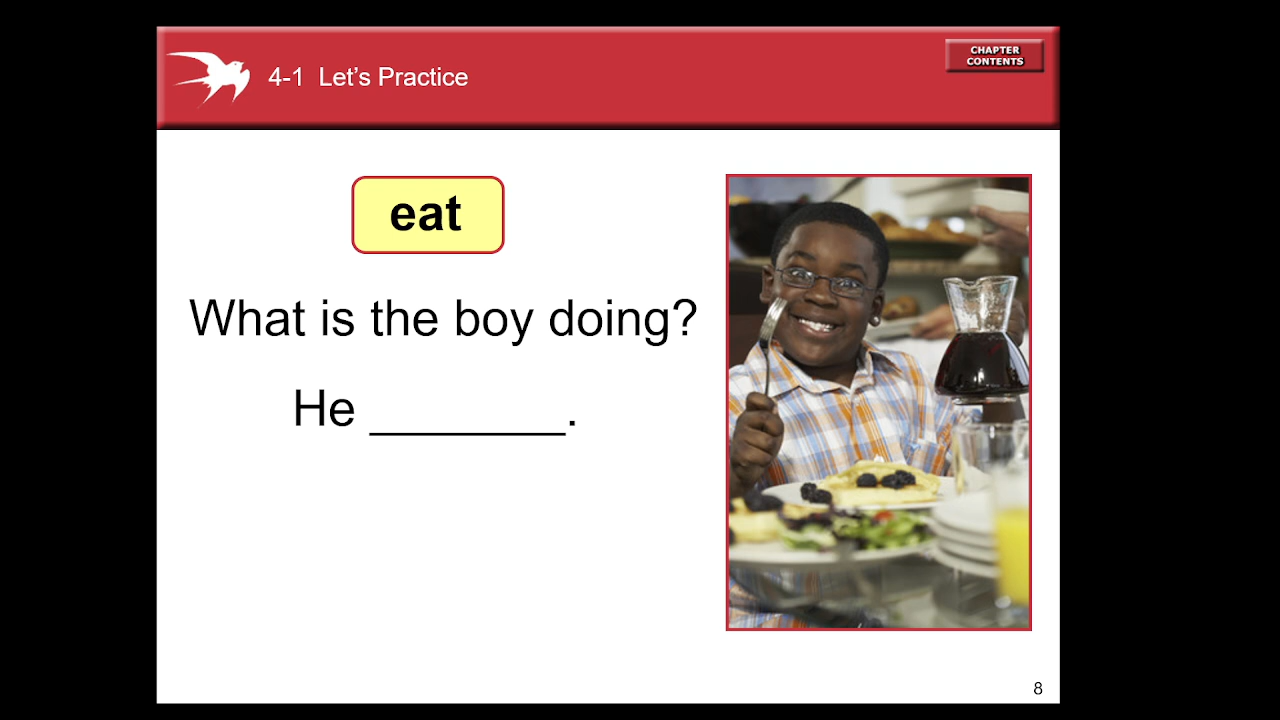 4-1 Let’s Practice
CHAPTER
CONTENTS
eat
What is the boy doing?
He ________.
8